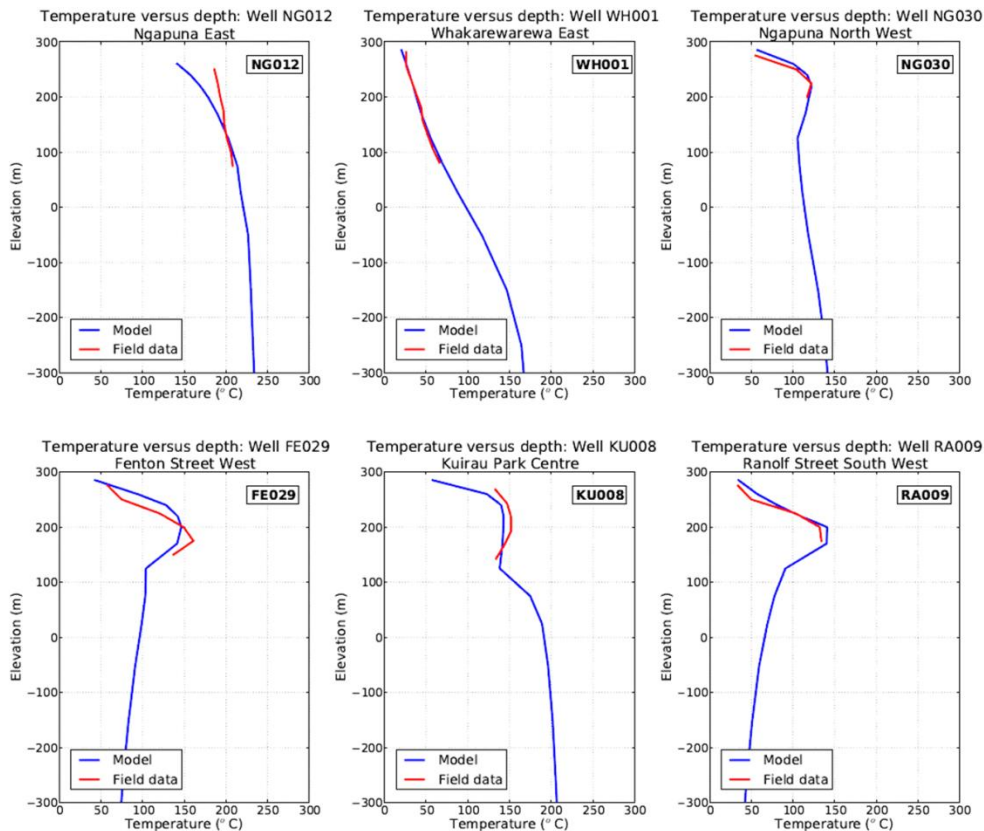 Temperature versus depth: Well NG012
Ngapuna East
NG012
Elevation (m)
300
200
100
0
−100
−200
−300
Model
Field data
0 50 100 150 200 250 300
Temperature (° C)
Temperature versus depth: Well WH001
Whakarewarewa East
WH001
Elevation (m)
300
200
100
0
−100
−200
−300
Model
Field data
0 50 100 150 200 250 300
Temperature (° C)
Temperature versus depth: Well NG030
Ngapuna North West
NG030
Elevation (m)
300
200
100
0
−100
−200
−300
Model
Field data
0 50 100 150 200 250 300
Temperature (° C)
Temperature versus depth: Well FE029
Fenton Street West
FE029
Elevation (m)
300
200
100
0
−100
−200
−300
Model
Field data
0 50 100 150 200 250 300
Temperature (° C)
Temperature versus depth: Well KU008
Kuirau Park Centre
KU008
Elevation (m)
300
200
100
0
−100
−200
−300
Model
Field data
0 50 100 150 200 250 300
Temperature (° C)
Temperature versus depth: Well RA009
Ranolf Street South West
RA009
Elevation (m)
300
200
100
0
−100
−200
−300
Model
Field data
0 50 100 150 200 250 300
Temperature (° C)